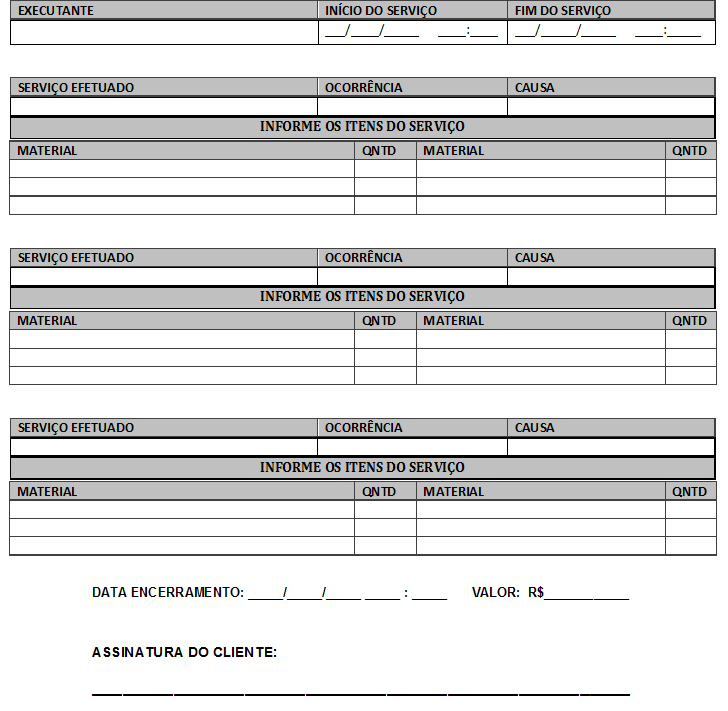 EXECUTANTE INÍCIO DO SERVIÇO FIM DO SERVIÇO
___/____/_____ ____:____ ___/_____/_____ ____:_____
SERVIÇO EFETUADO OCORRÊNCIA CAUSA
INFORME OS ITENS DO SERVIÇO
MATERIAL QNTD MATERIAL QNTD
SERVIÇO EFETUADO OCORRÊNCIA CAUSA
INFORME OS ITENS DO SERVIÇO
MATERIAL QNTD MATERIAL QNTD
SERVIÇO EFETUADO OCORRÊNCIA CAUSA
INFORME OS ITENS DO SERVIÇO
MATERIAL QNTD MATERIAL QNTD
DATA ENCERRAMENTO: _____/_____/_____ _____ : _____ VALOR: R$____________
ASSINATURA DO CLIENTE: